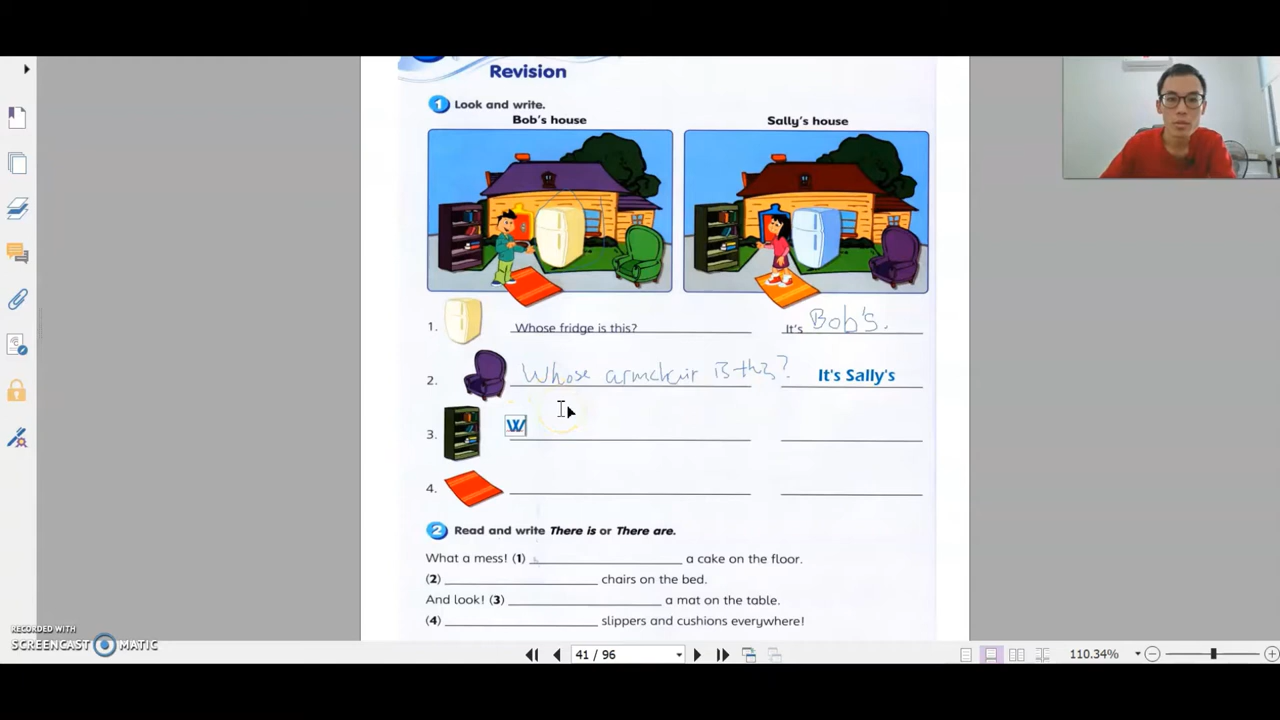 Revision
1 Look and write.
Bob's house
Sally's house
1. Whose fridge is this? It's Bob's.
2. Whose armchair is this? It's Sally's
3. W
4.
2 Read and write There is or There are.
What a mess! (1) a cake on the floor.
(2) chairs on the bed.
And look! (3) a mat on the table.
(4) slippers and cushions everywhere!
RECORDED WITH
SCREENCAST MATIC
41 / 96
110.34%